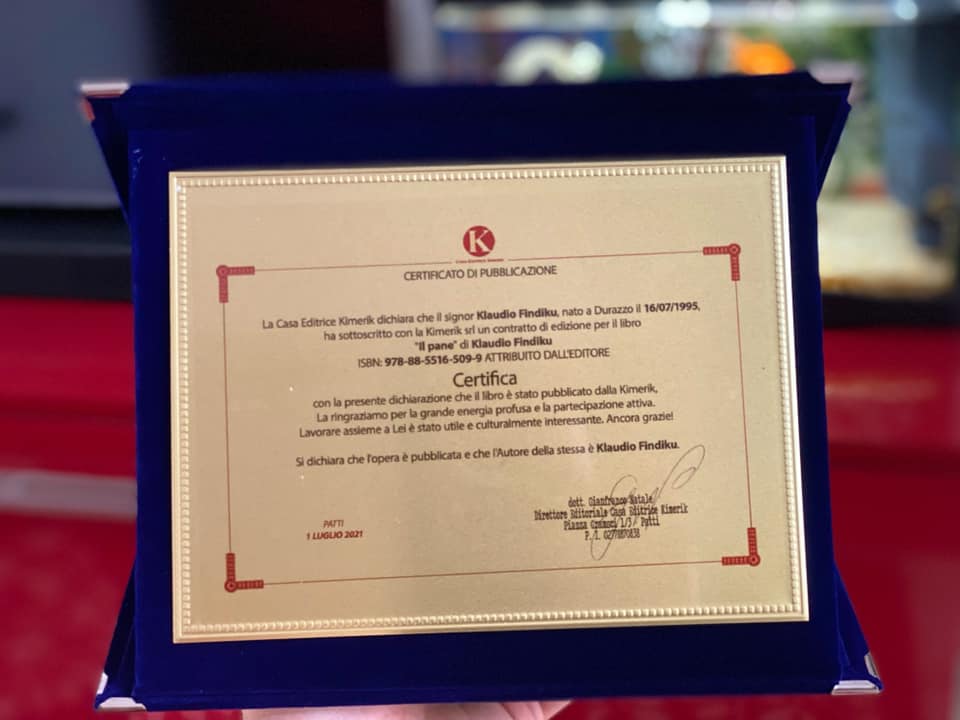 K
CASA EDITRICE KIMERIK
CERTIFICATO DI PUBBLICAZIONE
La Casa Editrice Kimerik dichiara che il signor Klaudio Findiku, nato a Durazzo il 16/07/1995,
ha sottoscritto con la Kimerik srl un contratto di edizione per il libro
"Il pane" di Klaudio Findiku
ISBN: 978-88-5516-509-9 ATTRIBUITO DALL'EDITORE
Certifica
con la presente dichiarazione che il libro è stato pubblicato dalla Kimerik,
La ringraziamo per la grande energia profusa e la partecipazione attiva.
Lavorare assieme a Lei è stato utile e culturalmente interessante. Ancora grazie!
Si dichiara che l'opera è pubblicata e che l'Autore della stessa è Klaudio Findiku.
dott. Gianfranco Natale
Direttore Editoriale Casa Editrice Kimerik
Piazza Gramsci 1/3/ Patti
P. I.
PATTI
1 LUGLIO 2021